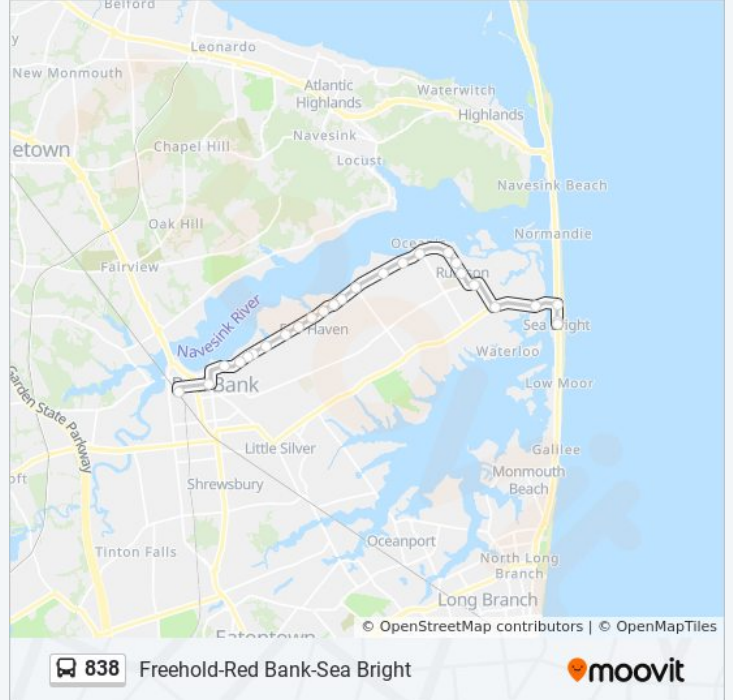 Belford
y
Leonardo
New Monmouth
Atlantic
Highlands
Waterwitch
Highlands
Navesink
etown
Chapel Hill
Locust
Navesink Beach
Oak Hill
Normandie
Fairview
Navesink River
Sea
Waterloo
Bank
Low Moor
Garden State Parkway
Little Silver
Galilee
oft
Shrewsbury
Monmouth
Beach
Oceanport
Tinton Falls
North Long
Branch
Long Branch
Eatontown
© OpenStreetMap contributors | © OpenMapTiles
838 Freehold-Red Bank-Sea Bright
moovit